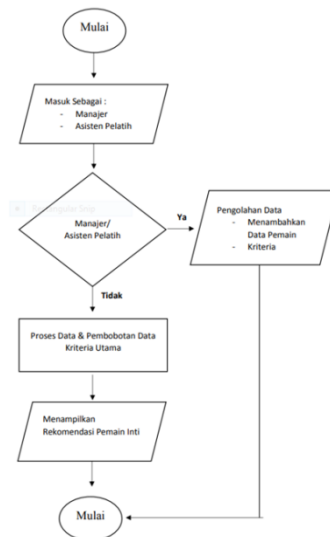 Mulai
Masuk Sebagai :
- Manajer
- Asisten Pelatih
Manajer/
Asisten Pelatih
Ya
Pengolahan Data
- Menambahkan
Data Pemain
- Kriteria
Tidak
Proses Data & Pembobotan Data
Kriteria Utama
Menampilkan
Rekomendasi Pemain Inti
Mulai